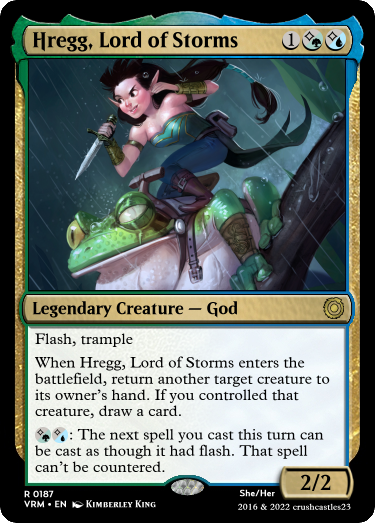 Hregg, Lord of Storms 1
Legendary Creature — God
Flash, trample
When Hregg, Lord of Storms enters the
battlefield, return another target creature to
its owner's hand. If you controlled that
creature, draw a card.
: The next spell you cast this turn can
be cast as though it had flash. That spell
can't be countered.
2/2
R 0187
VRM • EN Kimberley King
She/Her
2016 & 2022 crushcastles23